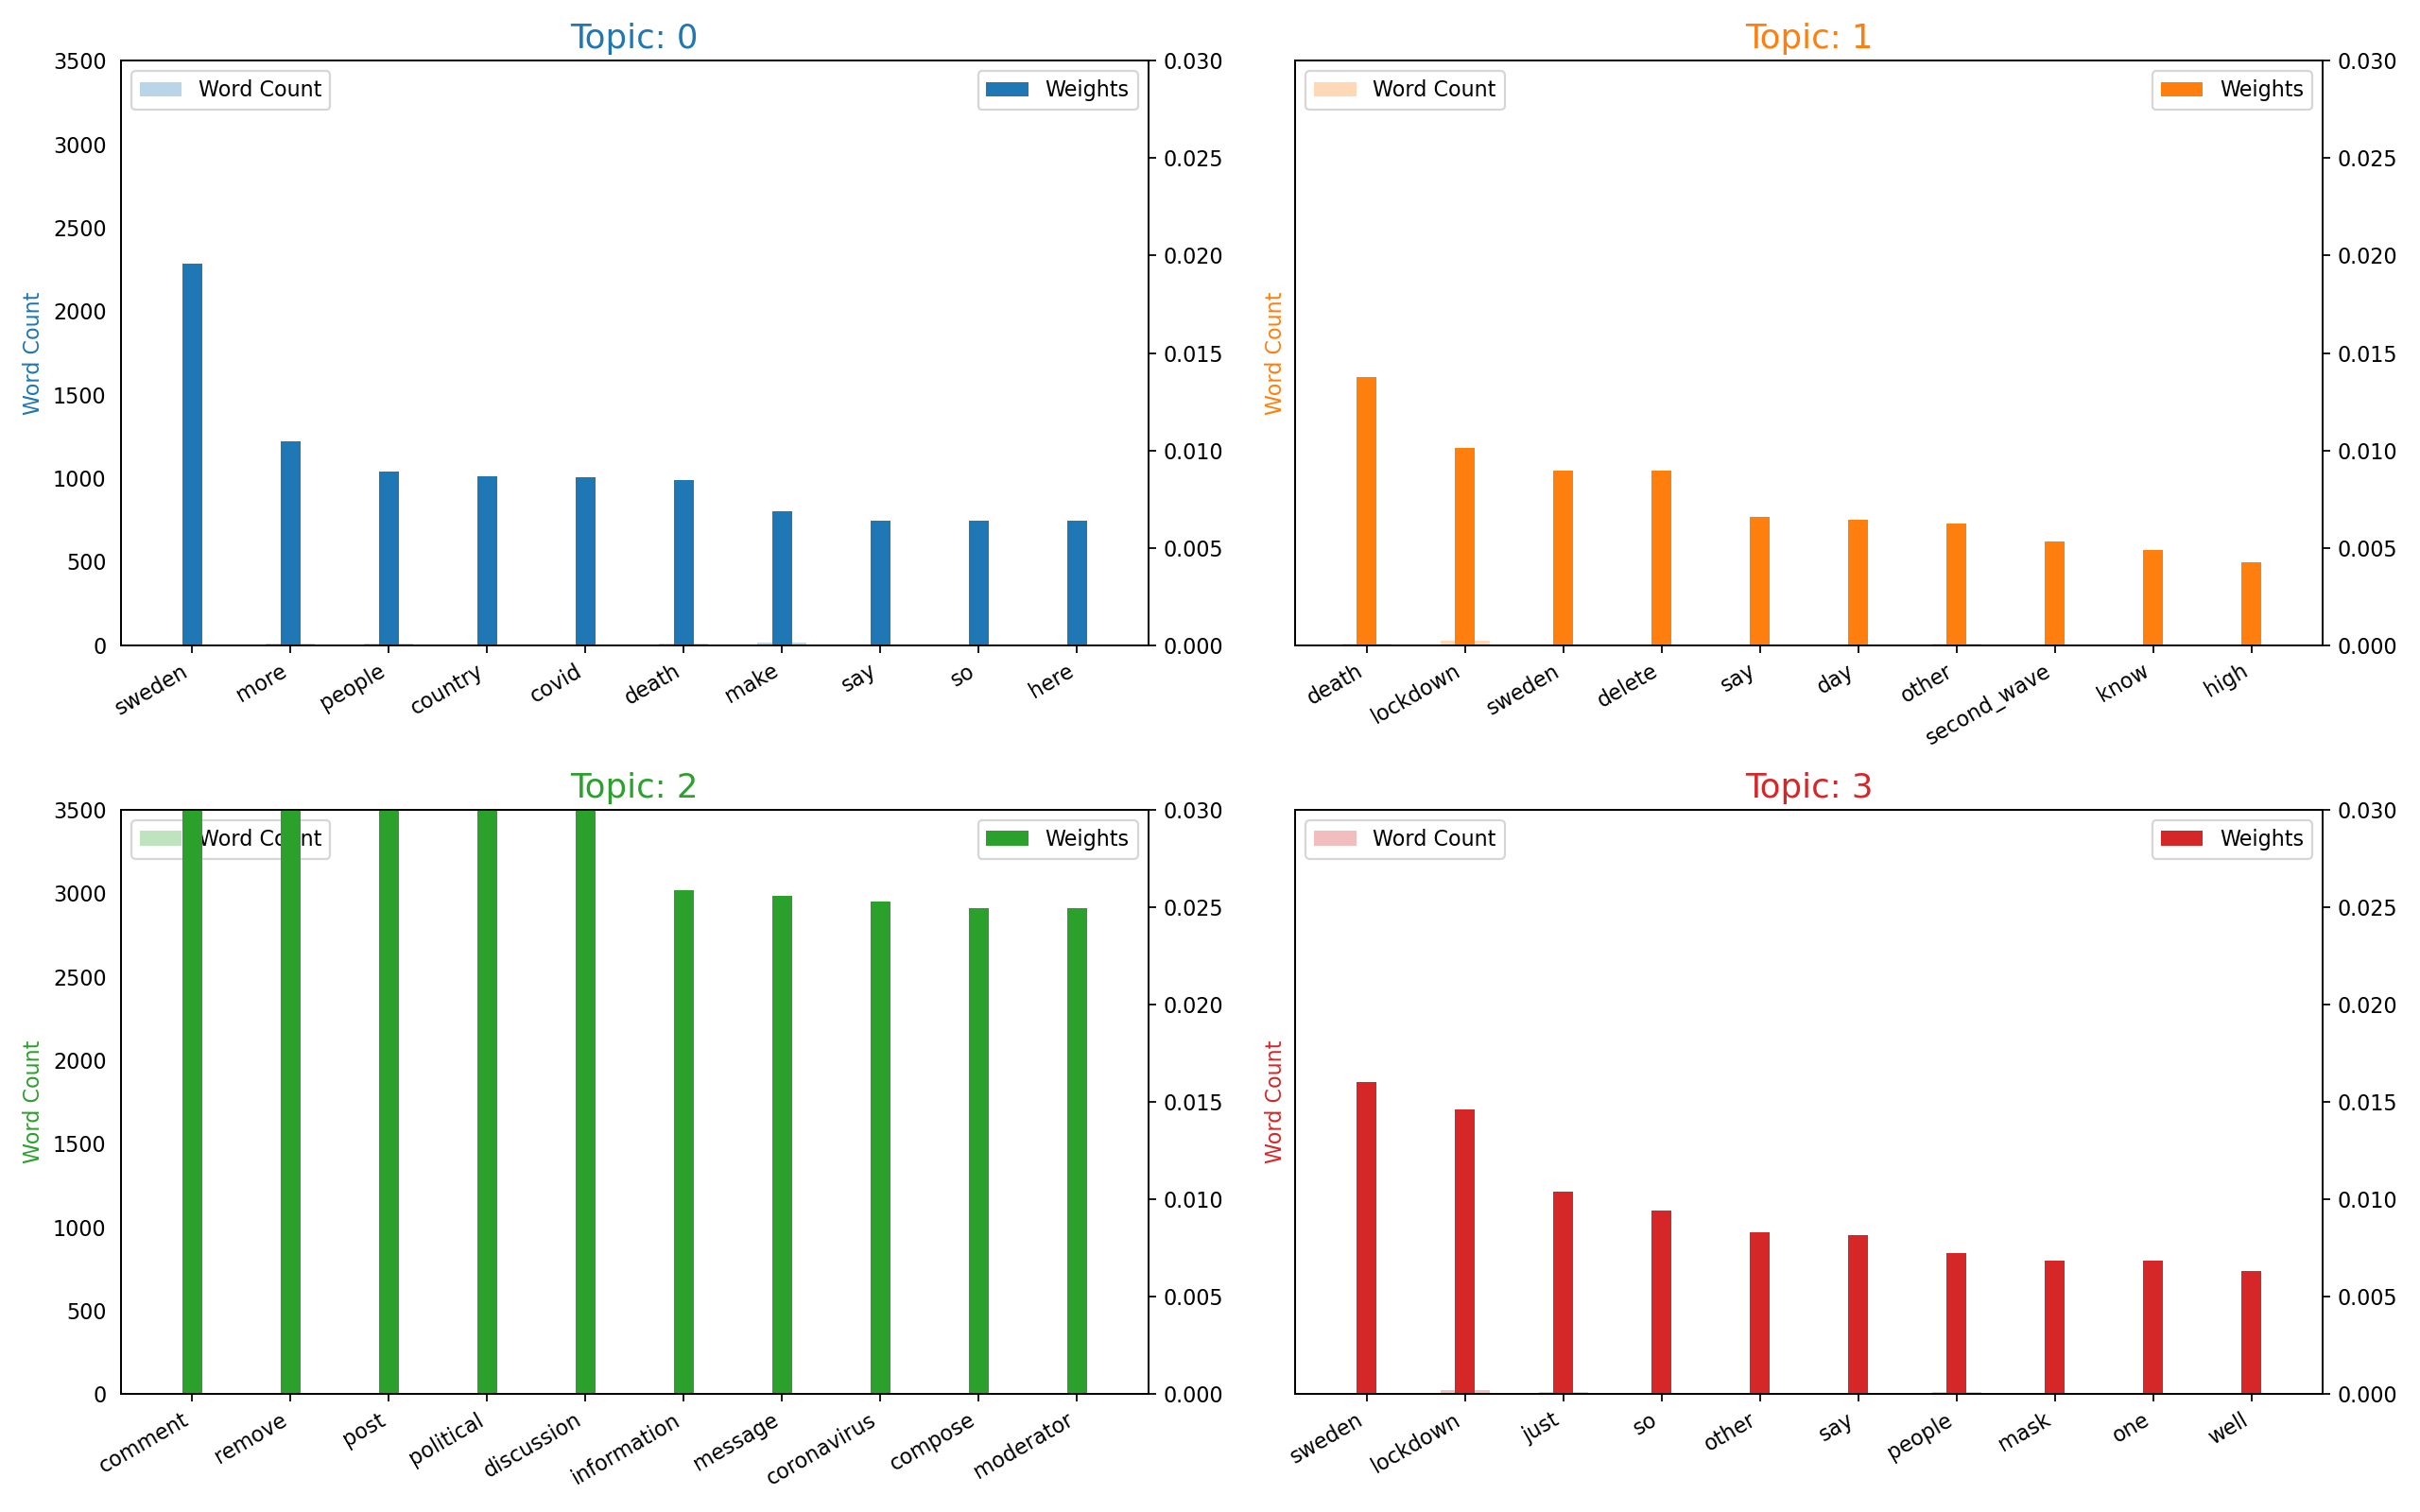 Topic: 0
Word Count
Weights
3500
3000
2500
2000
1500
1000
500
0
Word Count
0.030
0.025
0.020
0.015
0.010
0.005
0.000
sweden
more
people
country
covid
death
make
say
so
here
Topic: 1
Word Count
Weights
Word Count
0.030
0.025
0.020
0.015
0.010
0.005
0.000
death
lockdown
sweden
delete
say
day
other
second_wave
know
high
Topic: 2
Word Count
Weights
3500
3000
2500
2000
1500
1000
500
0
Word Count
0.030
0.025
0.020
0.015
0.010
0.005
0.000
comment
remove
post
political
discussion
information
message
coronavirus
compose
moderator
Topic: 3
Word Count
Weights
Word Count
0.030
0.025
0.020
0.015
0.010
0.005
0.000
sweden
lockdown
just
so
other
say
people
mask
one
well